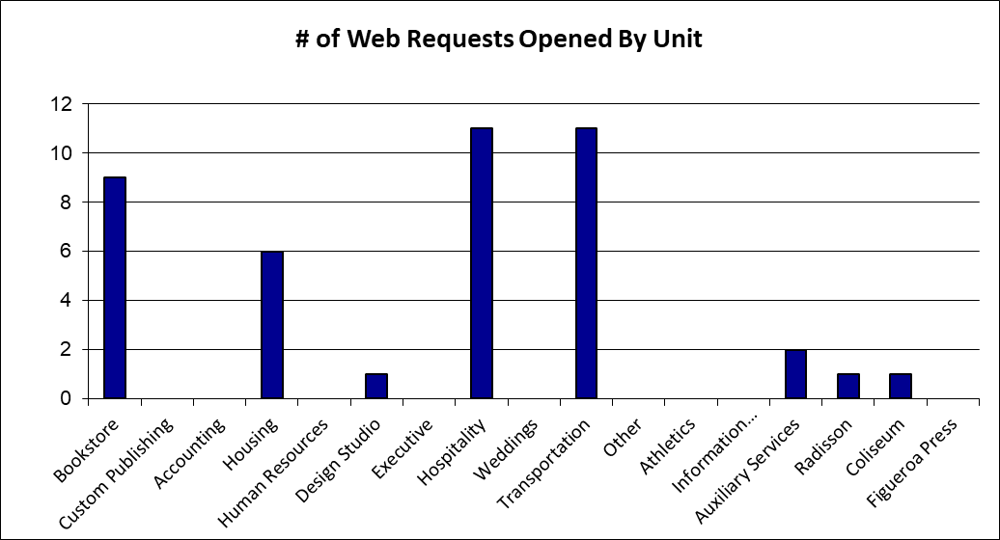 # of Web Requests Opened By Unit
12
10
8
6
4
2
0
Bookstore
Custom Publishing
Accounting
Housing
Human Resources
Design Studio
Executive
Hospitality
Weddings
Transportation
Other
Athletics
Information...
Auxiliary Services
Radisson
Coliseum
Figueroa Press